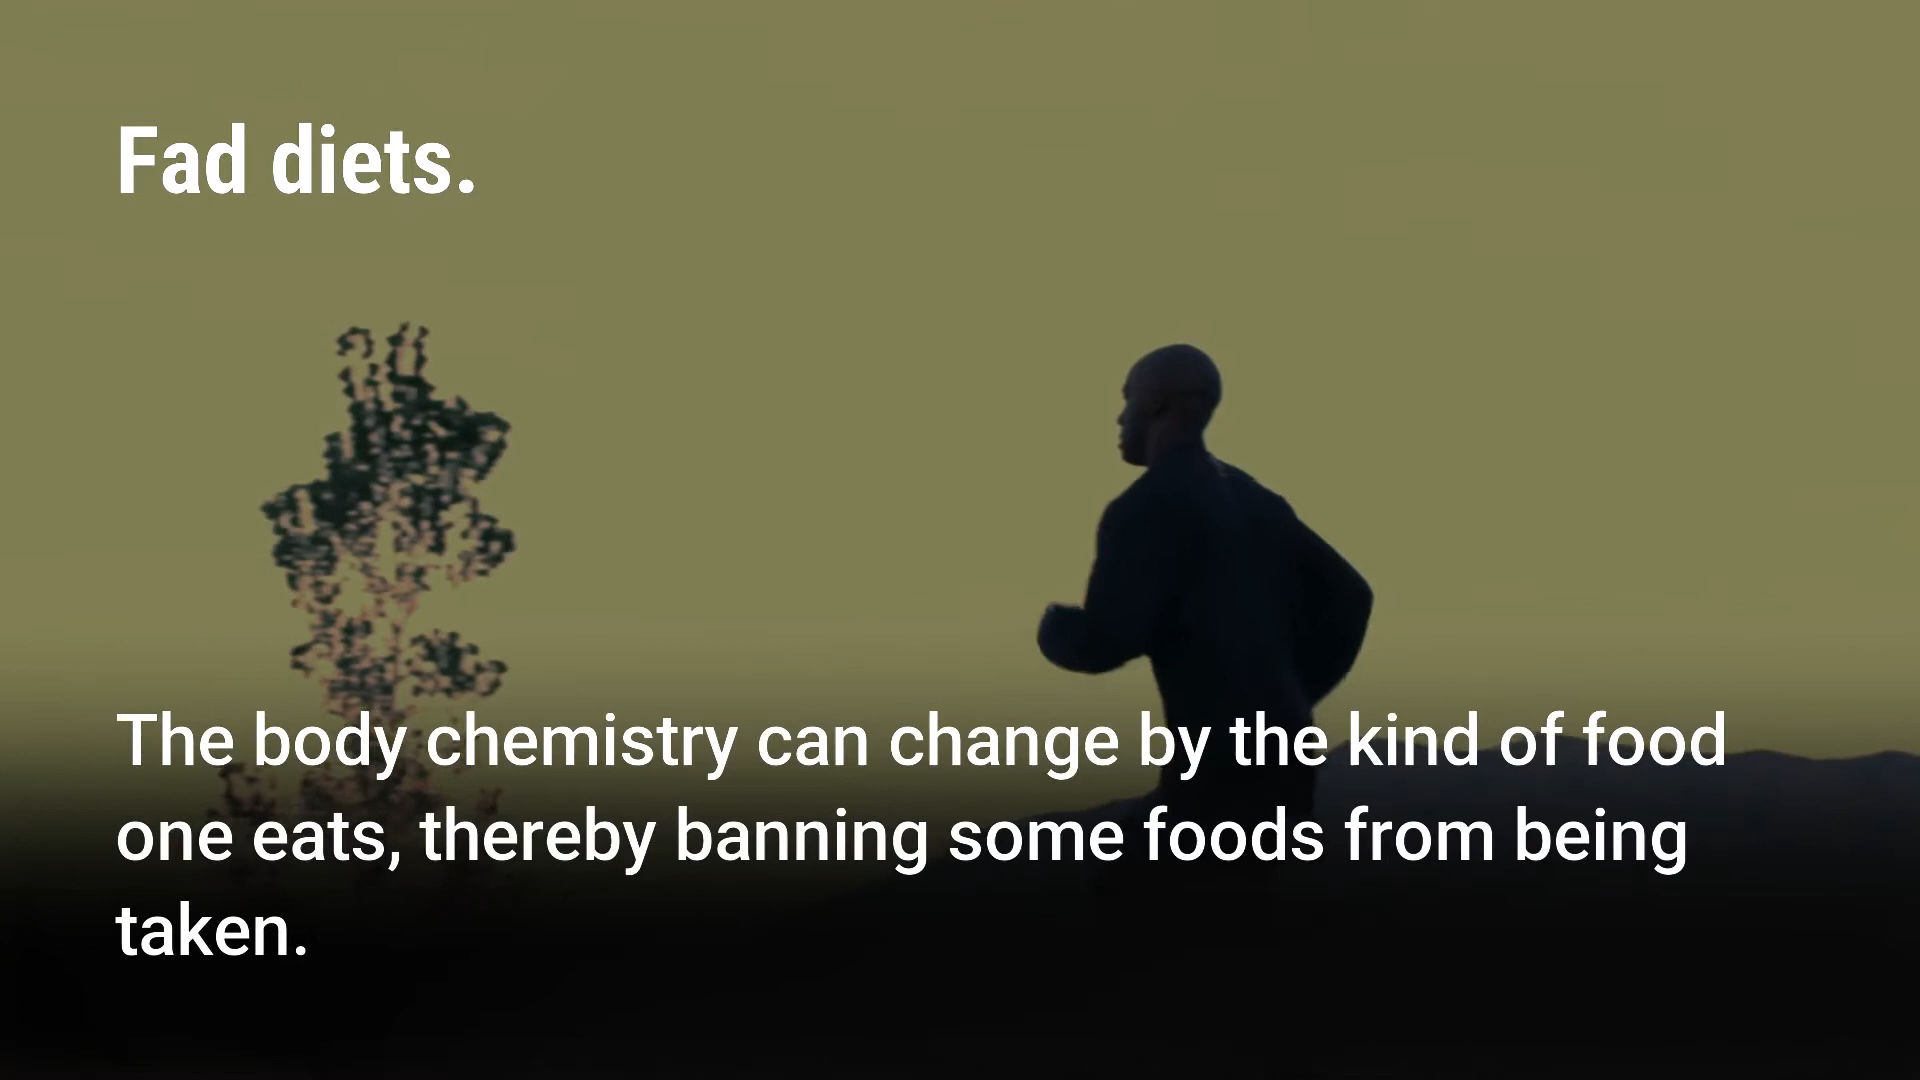 Fad diets.
The body chemistry can change by the kind of food
one eats, thereby banning some foods from being
taken.